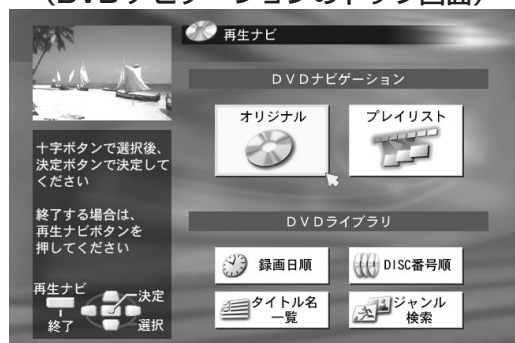 （DVDナビゲーションのトップ画面）
再生ナビ
DVDナビゲーション
オリジナル
プレイリスト
十字ボタンで選択後、
決定ボタンで決定して
ください
終了する場合は、
再生ナビボタンを
押してください
再生ナビ
決定
終了
選択
DVDライブラリ
録画日順
DISC番号順
タイトル名
一覧
ジャンル
検索